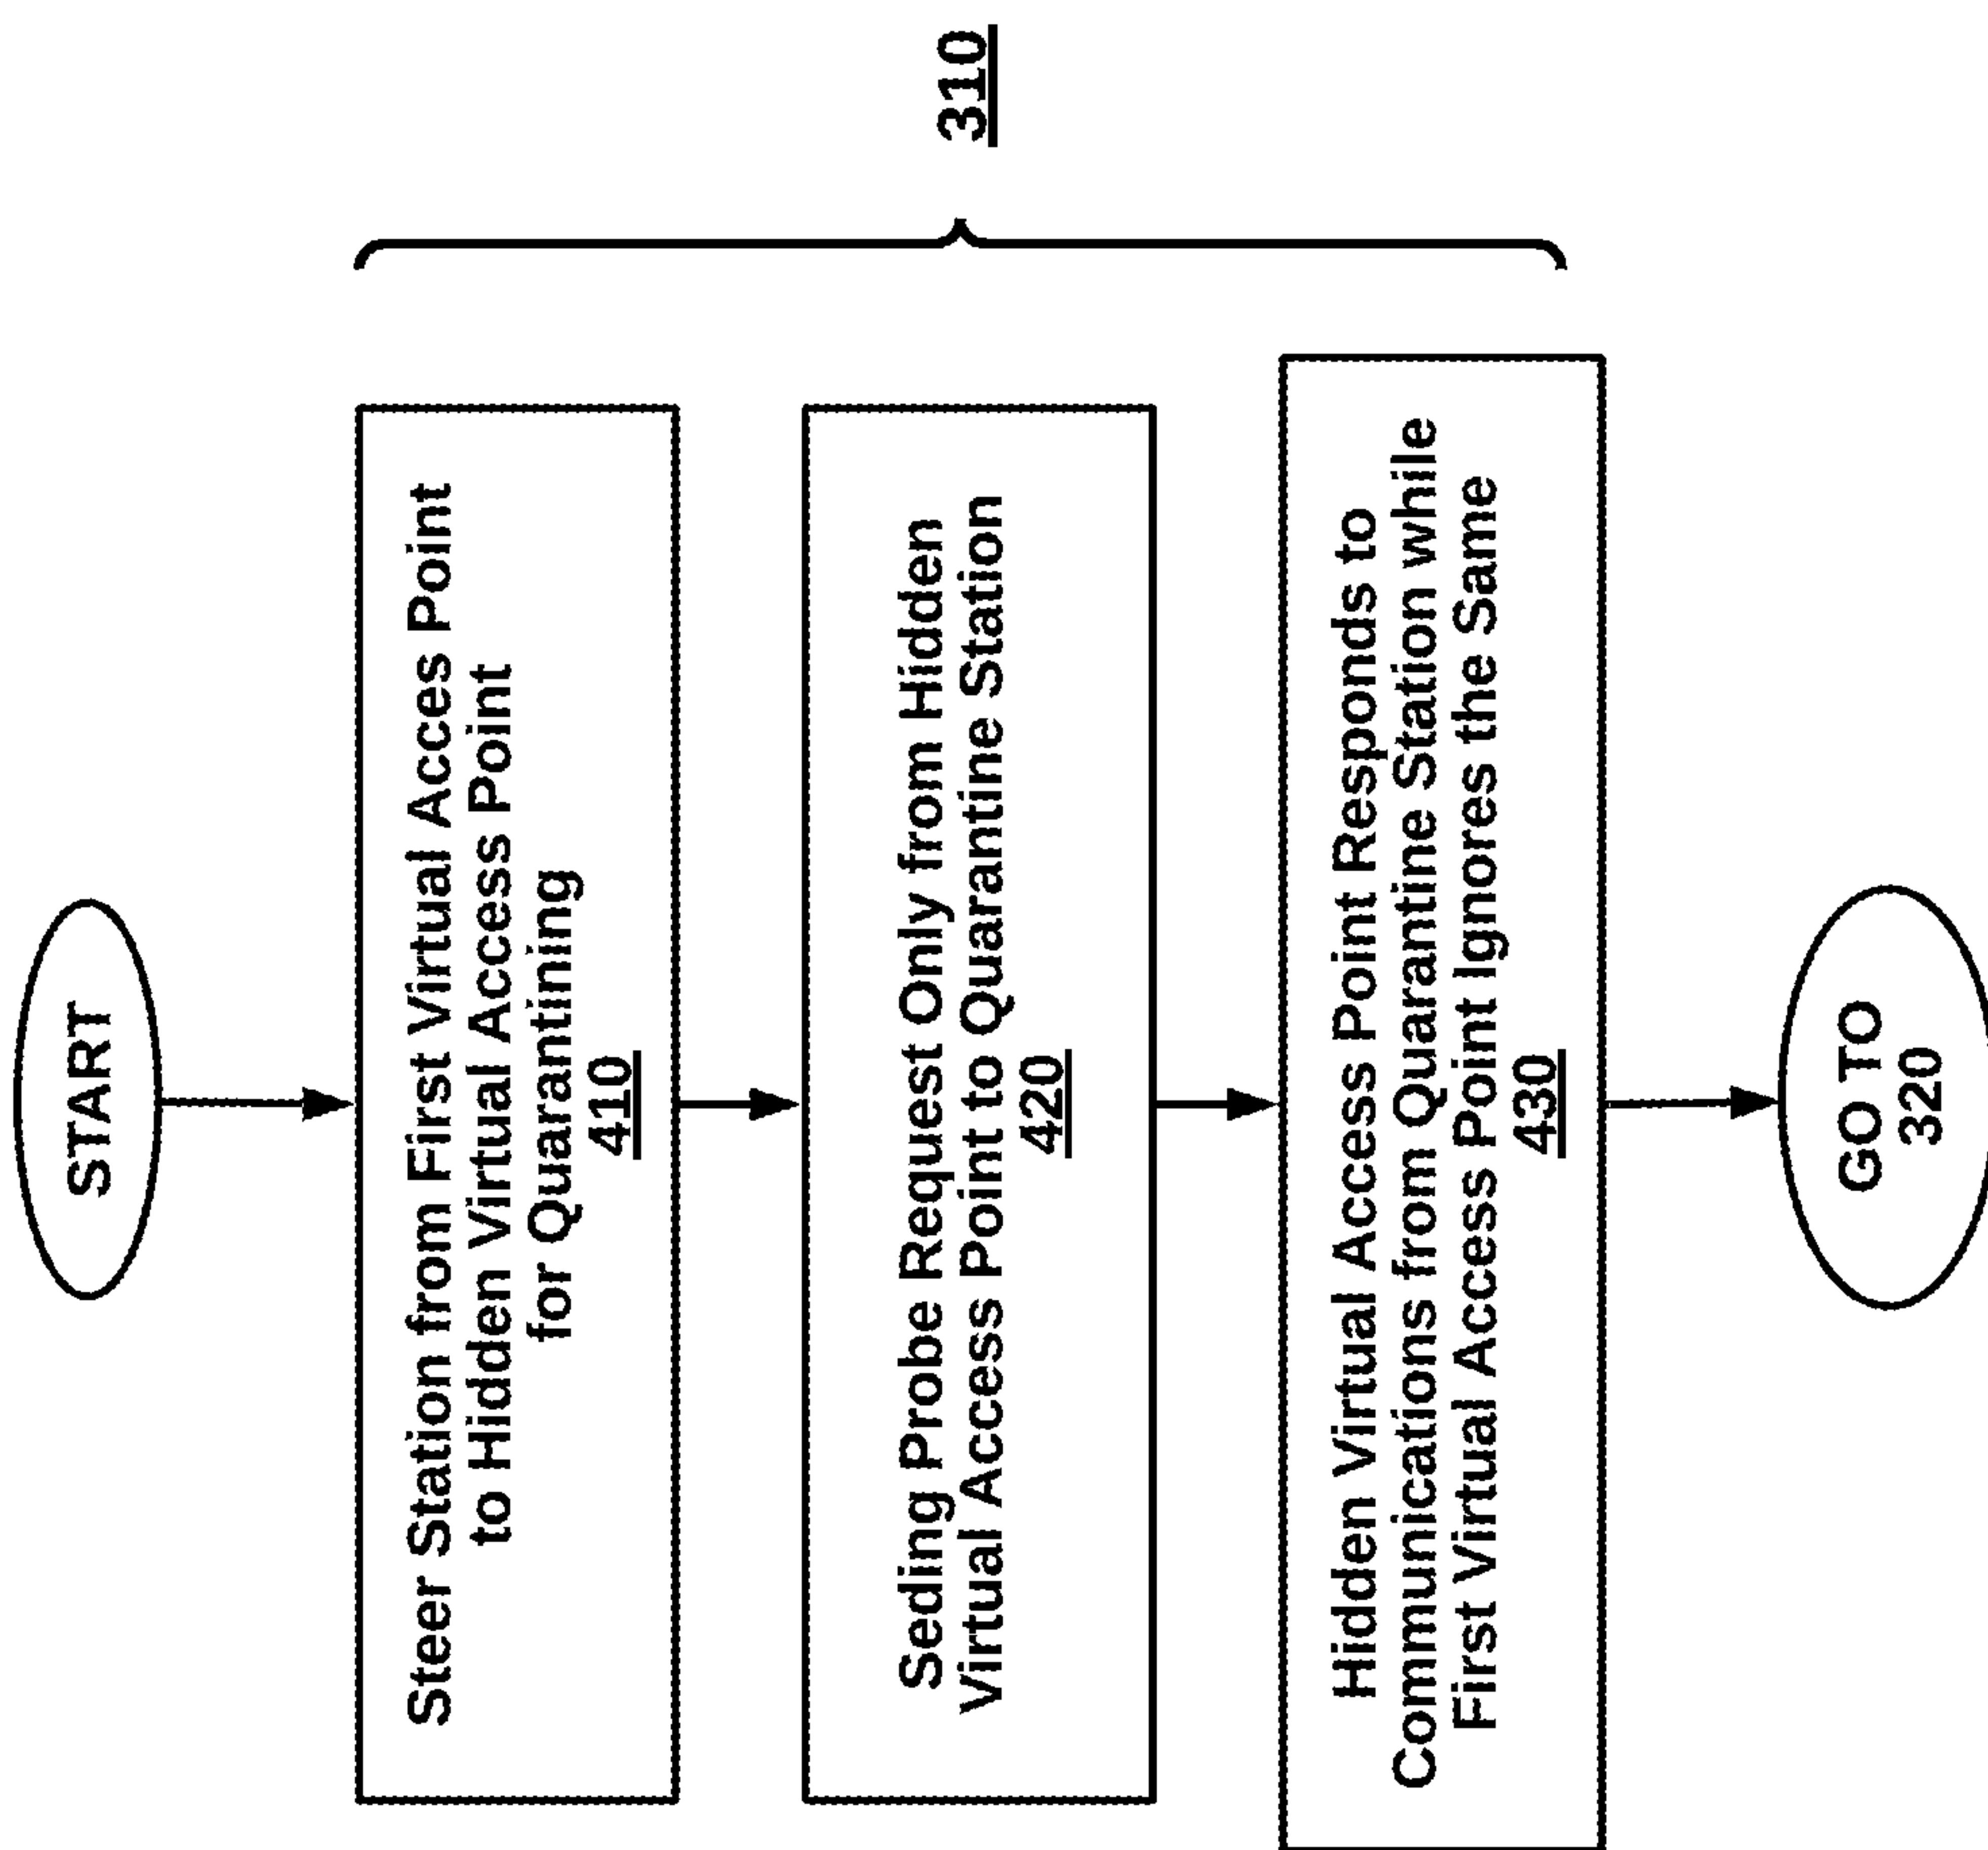 START
Steer Station from First Virtual Acces Point
to Hidden Virtual Access Point
for Quarantining
410
Seding Probe Request Only from Hidden
Virtual Access Point to Quarantine Station
420
Hidden Virtual Access Point Responds to
Communications from Quarantine Station while
First Virtual Access Point Ignores the Same
430
GO TO
320
310